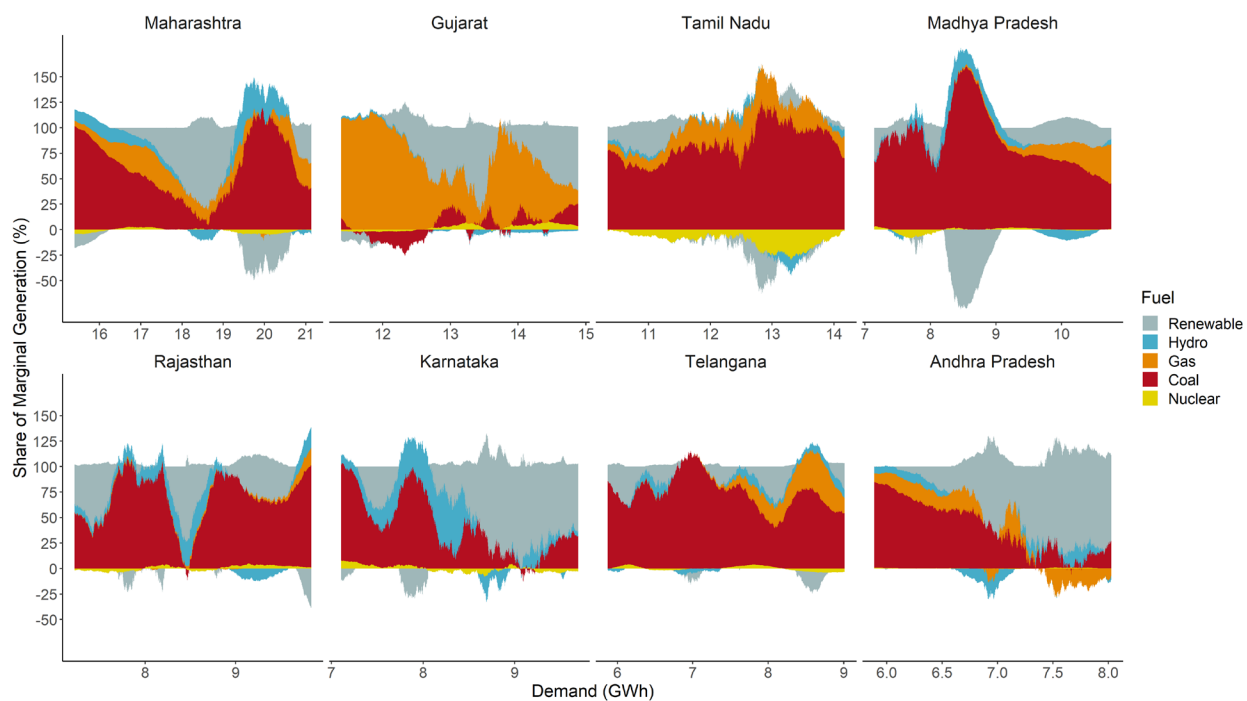 Maharashtra Gujarat Tamil Nadu Madhya Pradesh
150
125
100
75
50
25
0
-25
-50
16 17 18 19 20 21 12 13 14 15 11 12 13 14 7 8 9 10
Rajasthan Karnataka Telangana Andhra Pradesh
150
125
100
75
50
25
0
-25
-50
8 9 7 8 9 6 7 8 9 6.0 6.5 7.0 7.5 8.0
Share of Marginal Generation (%)
Demand (GWh)
Fuel
Renewable
Hydro
Gas
Coal
Nuclear